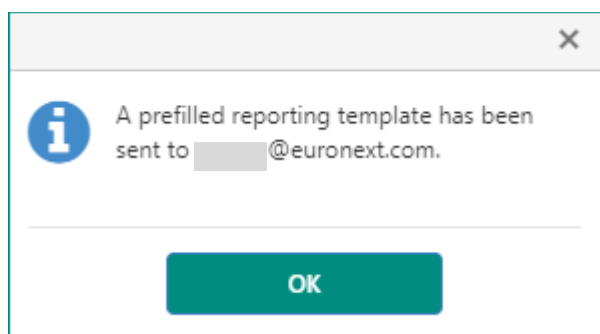 A prefilled reporting template has been
sent to @euronext.com.
OK